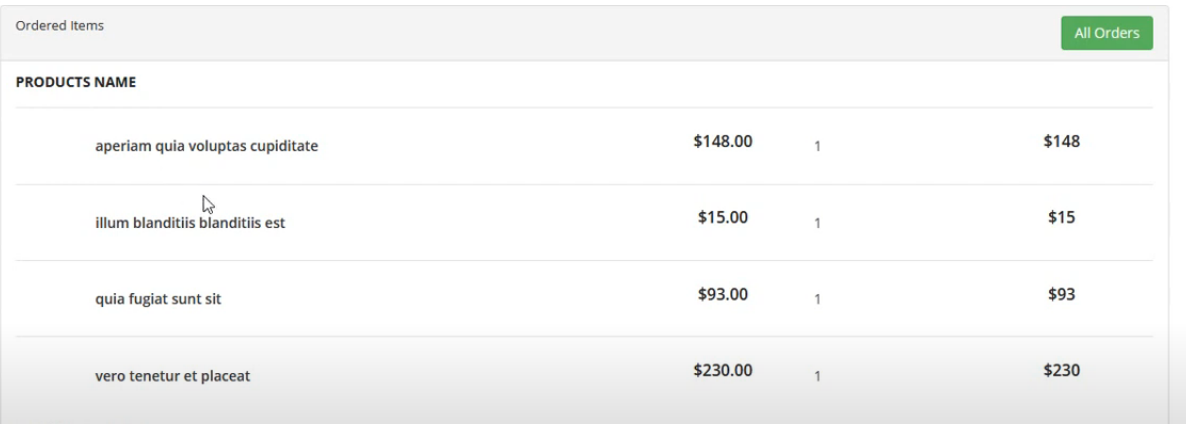 Ordered Items
All Orders
PRODUCTS NAME
aperiam quia voluptas cupiditate $148.00 1 $148
illum blanditiis blanditiis est $15.00 1 $15
quia fugiat sunt sit $93.00 1 $93
vero tenetur et placeat $230.00 1 $230